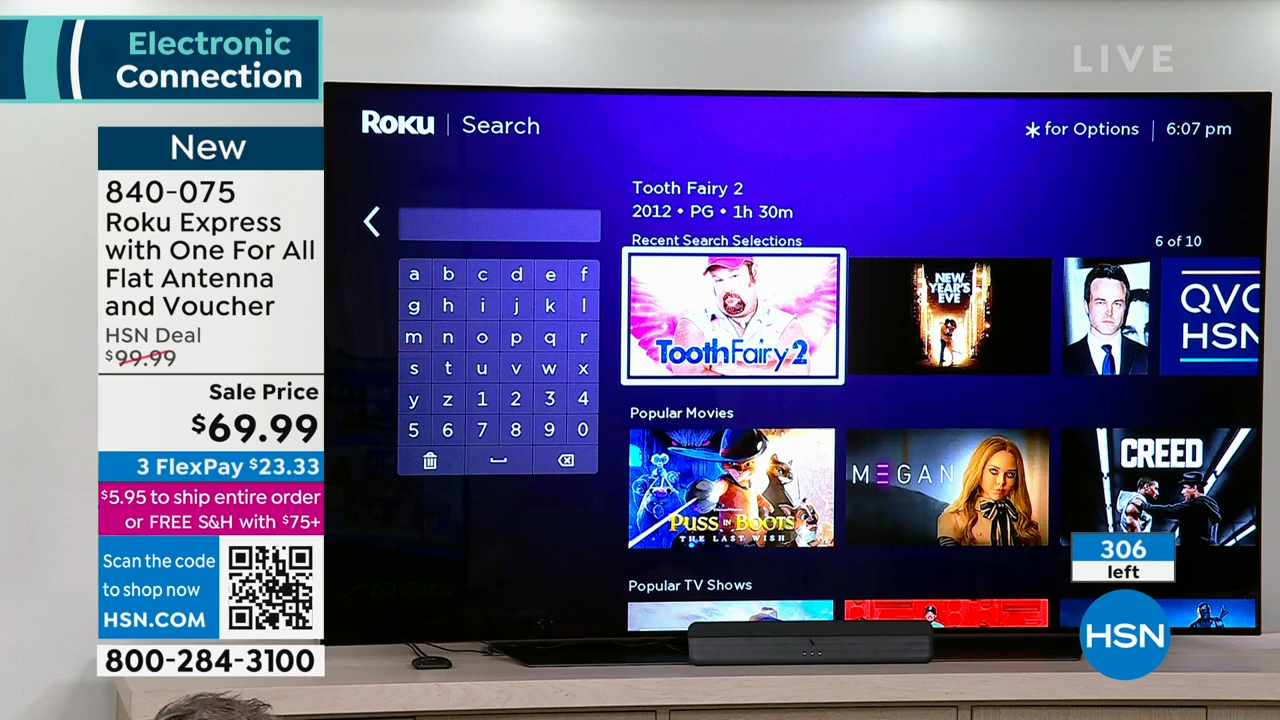 Electronic
Connection
LIVE
New
840-075
Roku Express
with One For All
Flat Antenna
and Voucher
HSN Deal
$99.99
Sale Price
$69.99
3 FlexPay $23.33
$5.95 to ship entire order
or FREE S&H with $75+
Scan the code
to shop now
HSN.COM
800-284-3100
Roku | Search
* for Options | 6:07 pm
Tooth Fairy 2
2012 • PG • 1h 30m
Recent Search Selections
6 of 10
a b c d e f
g h i j k l
m n o p q r
s t u v w x
y z 1 2 3 4
5 6 7 8 9 0
Tooth Fairy 2
NEW
YEAR'S
EVE
QVC
HSN
Popular Movies
PUSS IN BOOTS
THE LAST WISH
MEGAN
CREED
Popular TV Shows
306
left
HSN